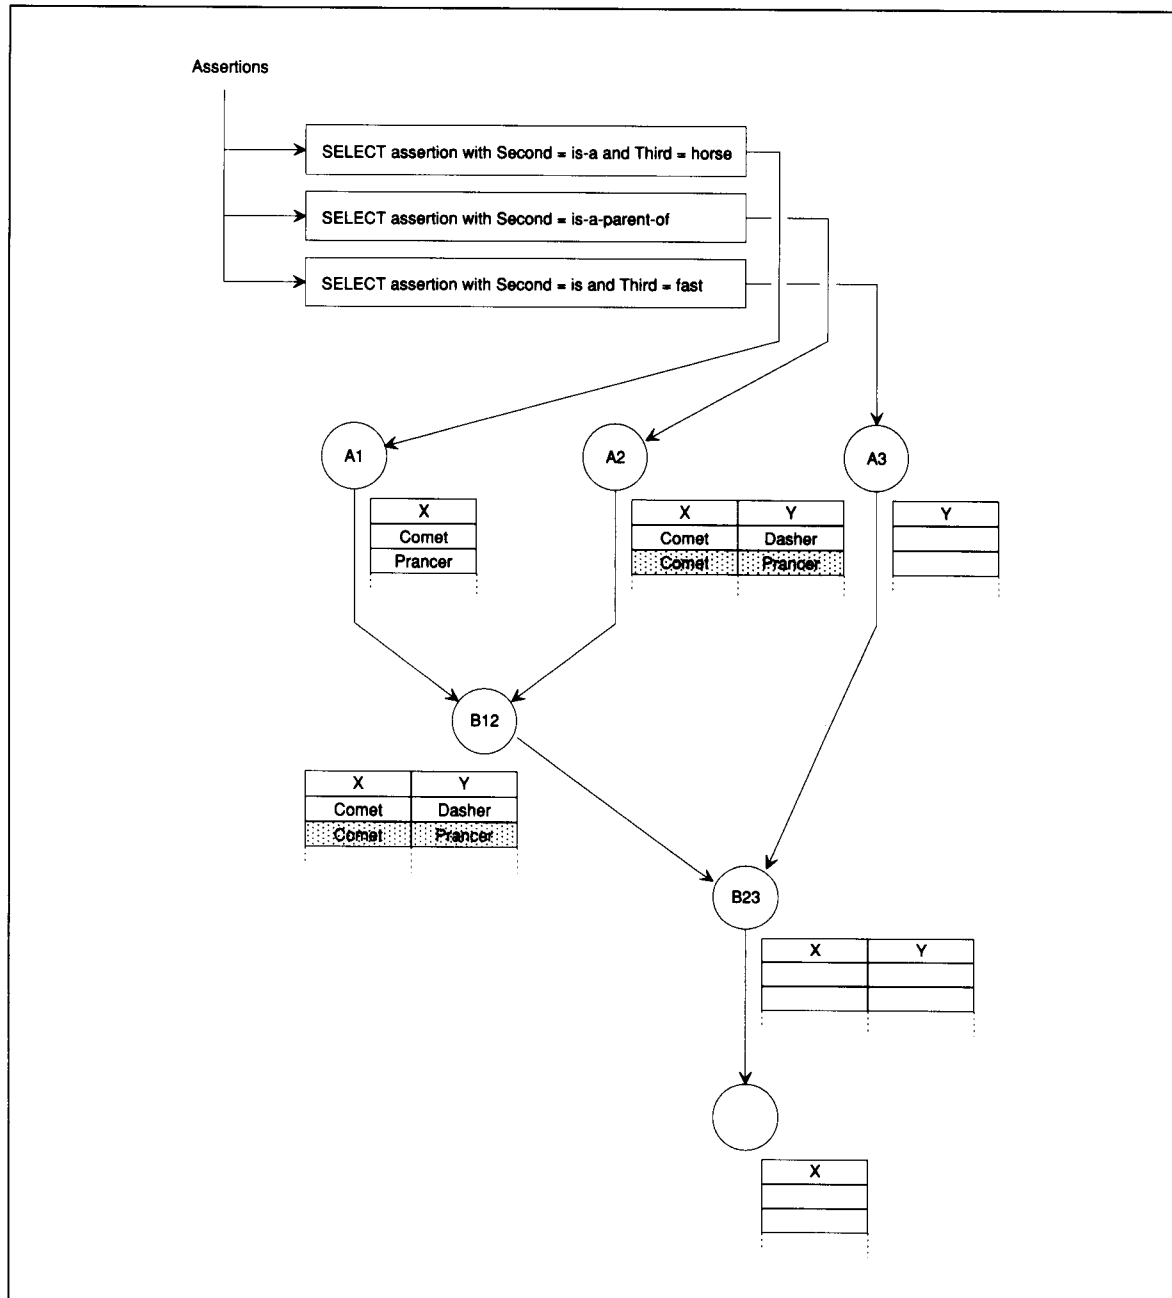 Assertions
SELECT assertion with Second = is-a and Third = horse
SELECT assertion with Second = is-a-parent-of
SELECT assertion with Second = is and Third = fast
A1
A2
A3
X
Comet
Prancer
X Y
Comet Dasher
Comet Prancer
Y
B12
X Y
Comet Dasher
Comet Prancer
B23
X Y
X